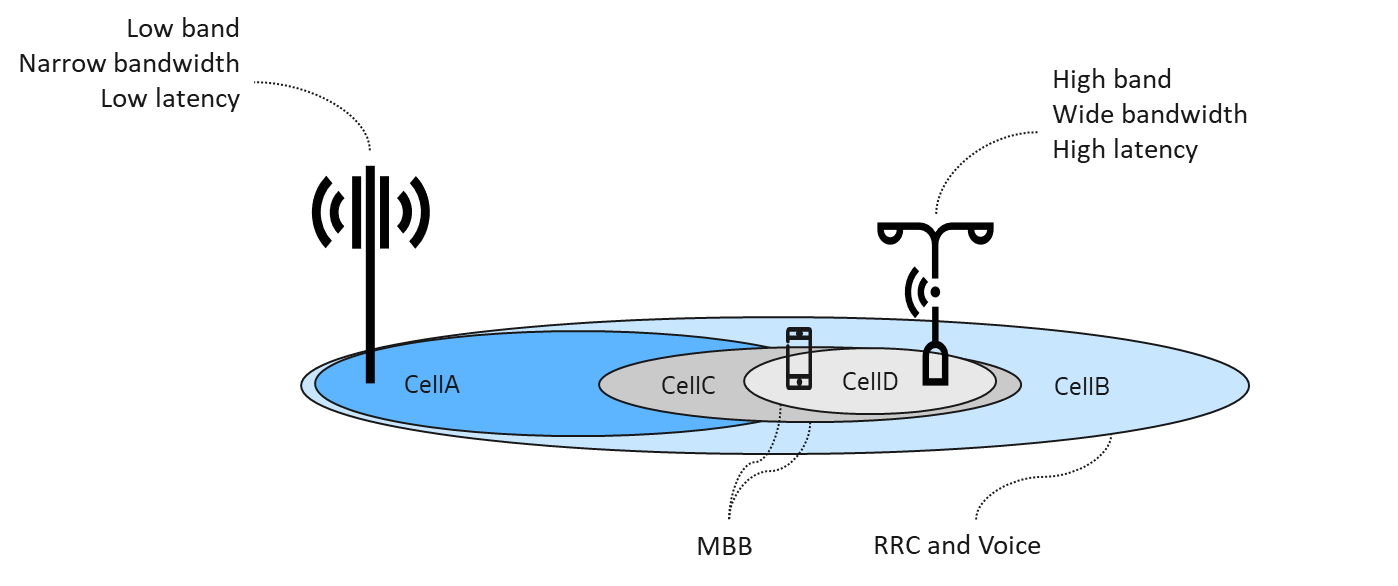 Low band
Narrow bandwidth
Low latency
High band
Wide bandwidth
High latency
CellA
CellC
CellD
CellB
MBB
RRC and Voice